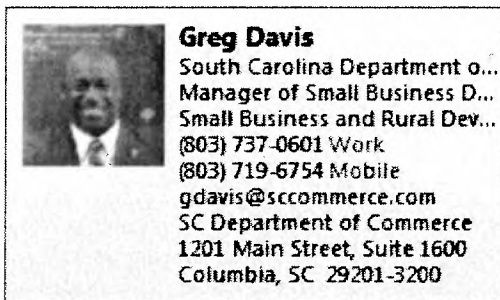 Greg Davis
South Carolina Department o...
Manager of Small Business D...
Small Business and Rural Dev...
(803) 737-0601 Work
(803) 719-6754 Mobile
gdavis@sccommerce.com
SC Department of Commerce
1201 Main Street, Suite 1600
Columbia, SC 29201-3200